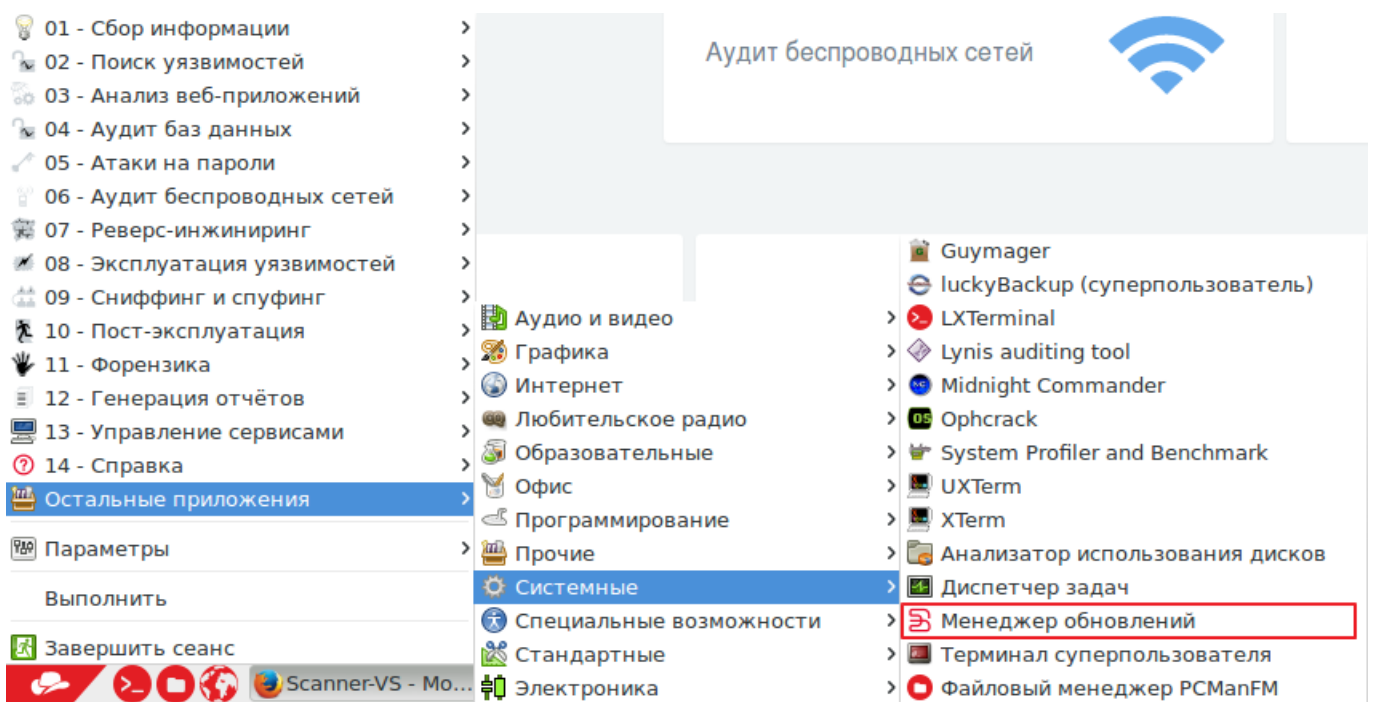 01 - Сбор информации
02 - Поиск уязвимостей
03 - Анализ веб-приложений
04 - Аудит баз данных
05 - Атаки на пароли
06 - Аудит беспроводных сетей
07 - Реверс-инжиниринг
08 - Эксплуатация уязвимостей
09 - Сниффинг и спуфинг
10 - Пост-эксплуатация
11 - Форензика
12 - Генерация отчётов
13 - Управление сервисами
14 - Справка
Остальные приложения
Параметры
Выполнить
Завершить сеанс
Scanner-VS - Mo...
Аудит беспроводных сетей
Аудио и видео
Графика
Интернет
Любительское радио
Образовательные
Офис
Программирование
Прочие
Системные
Специальные возможности
Стандартные
Электроника
Guymager
luckyBackup (суперпользователь)
LXTerminal
Lynis auditing tool
Midnight Commander
Ophcrack
System Profiler and Benchmark
UXTerm
XTerm
Анализатор использования дисков
Диспетчер задач
Менеджер обновлений
Терминал суперпользователя
Файловый менеджер PCManFM